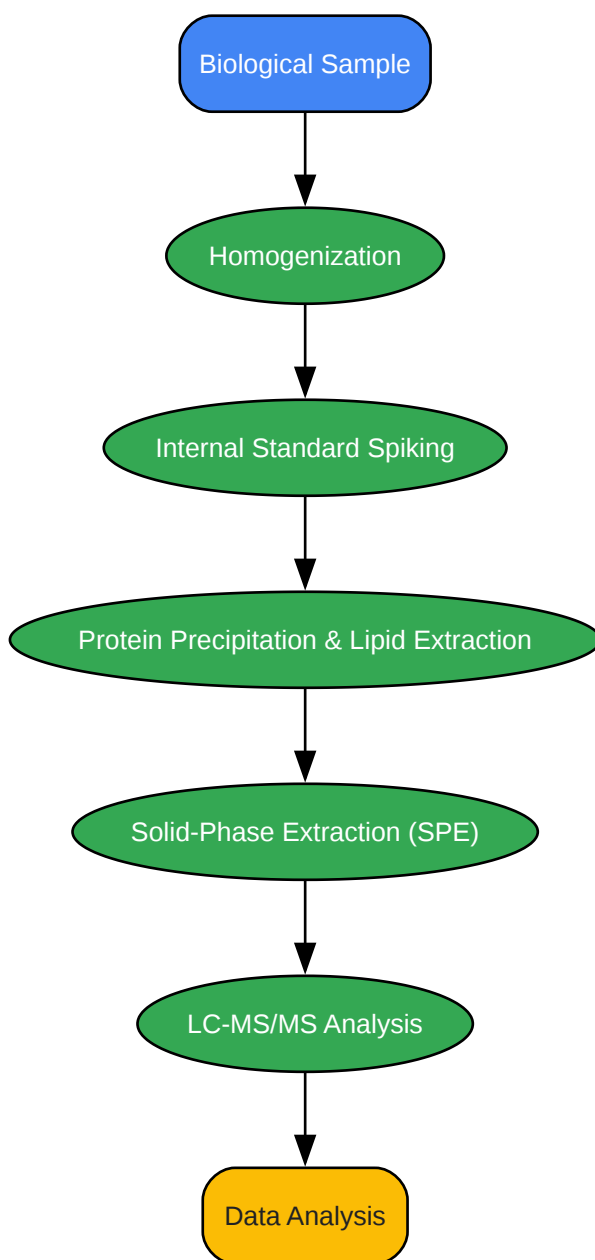 Biological Sample
Homogenization
Internal Standard Spiking
Protein Precipitation & Lipid Extraction
Solid-Phase Extraction (SPE)
LC-MS/MS Analysis
Data Analysis